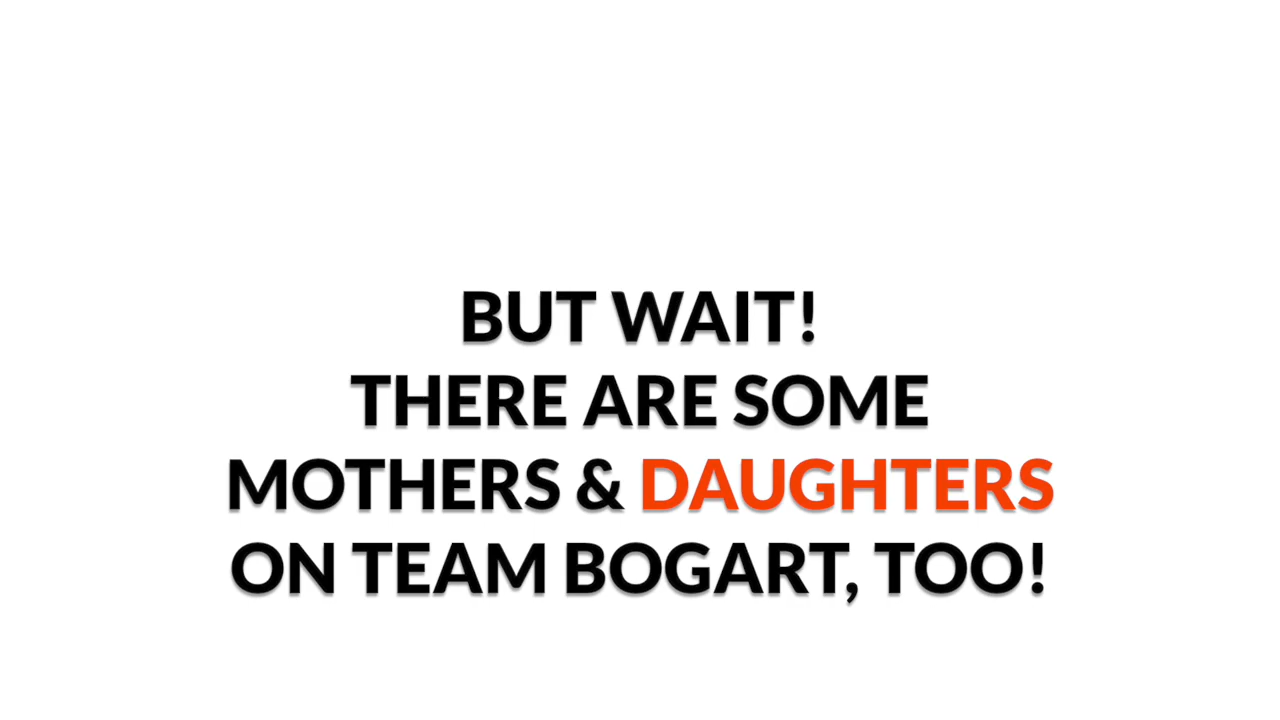 BUT WAIT!
THERE ARE SOME
MOTHERS & DAUGHTERS
ON TEAM BOGART, TOO!